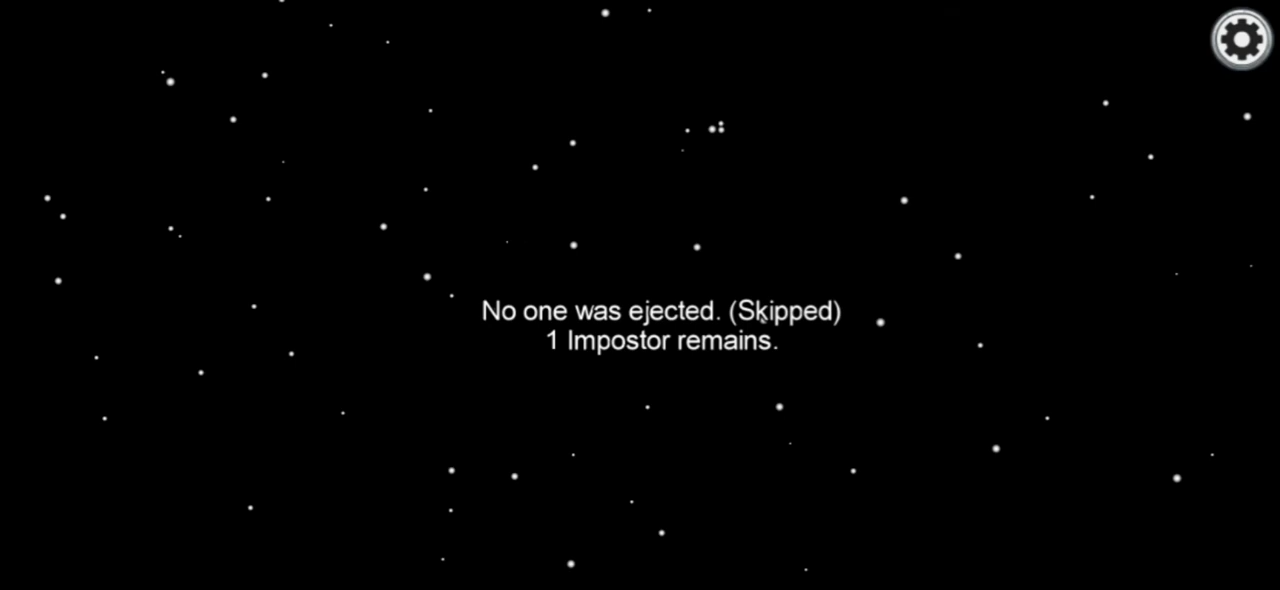 No one was ejected. (Skipped)
1 Impostor remains.